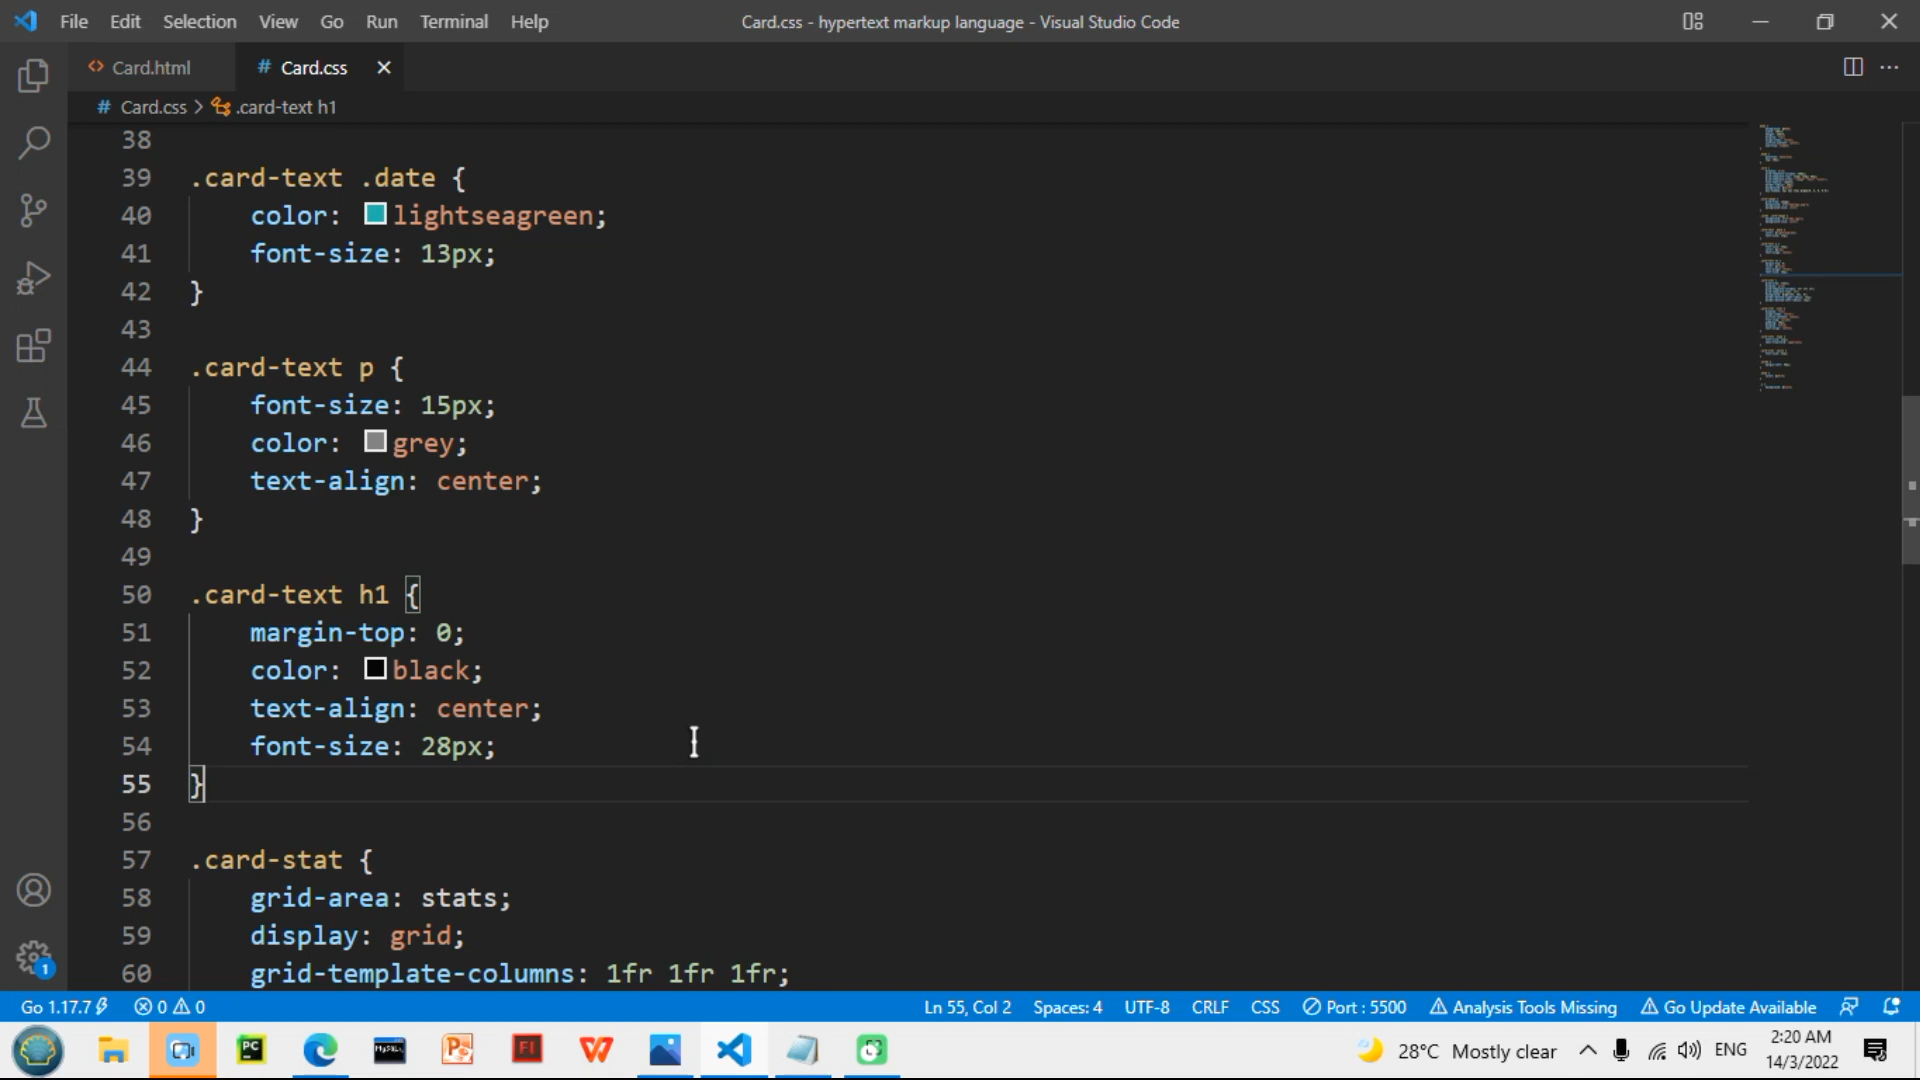 File Edit Selection View Go Run Terminal Help
Card.css - hypertext markup language - Visual Studio Code
Card.html
# Card.css
# Card.css > .card-text h1
38
39 .card-text .date {
40 color: lightseagreen;
41 font-size: 13px;
42 }
43
44 .card-text p {
45 font-size: 15px;
46 color: grey;
47 text-align: center;
48 }
49
50 .card-text h1 {
51 margin-top: 0;
52 color: black;
53 text-align: center;
54 font-size: 28px;
55 }
56
57 .card-stat {
58 grid-area: stats;
59 display: grid;
60 grid-template-columns: 1fr 1fr 1fr;
1
Go 1.17.7 0 0 Ln 55, Col 2 Spaces: 4 UTF-8 CRLF CSS Port : 5500 Analysis Tools Missing Go Update Available
PC
MySQL
P
Fl
W
28°C Mostly clear
ENG
2:20 AM
14/3/2022